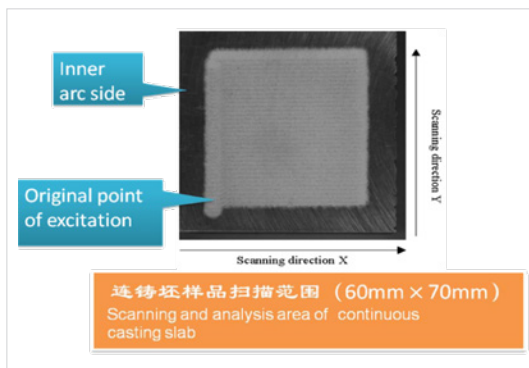 Inner
arc side
Scanning direction Y
Original point
of excitation
Scanning direction X
连铸坯样品扫描范围（60mm×70mm）
Scanning and analysis area of continuous
casting slab